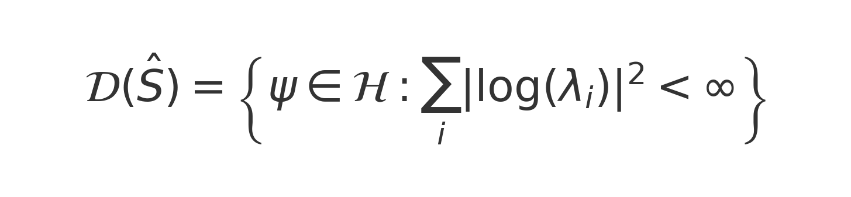 𝒟(Ŝ) = {ψ ∈ ℋ : ∑ᵢ |log(λᵢ)|² < ∞}